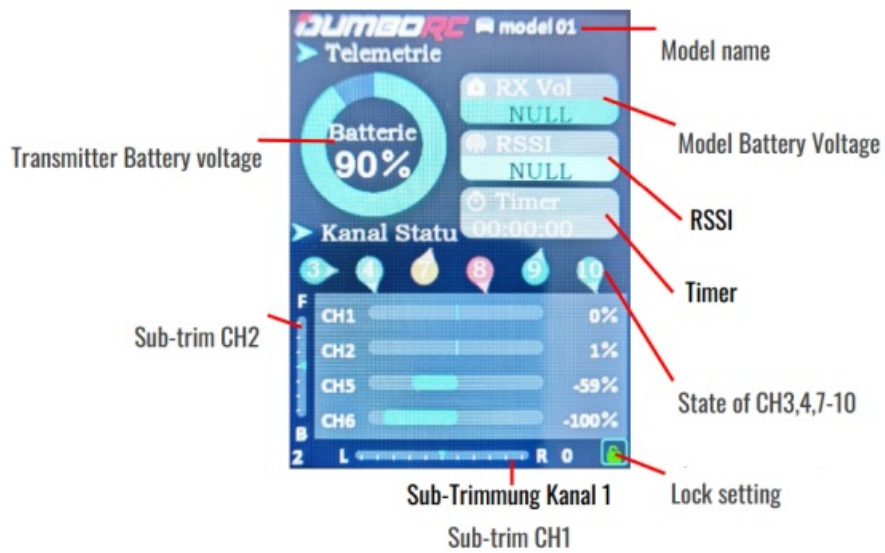 DUMBORC model 01
Model name
Telemetrie
RX Vol
NULL
Model Battery Voltage
Transmitter Battery voltage
Batterie
90%
RSSI
NULL
RSSI
Timer
00:00:00
Timer
Kanal Statu
3 4 7 8 9 10
State of CH3,4,7-10
Sub-trim CH2
F
CH1 0%
CH2 1%
CH5 -59%
CH6 -100%
B
2 L R 0
Lock setting
Sub-Trimmung Kanal 1
Sub-trim CH1